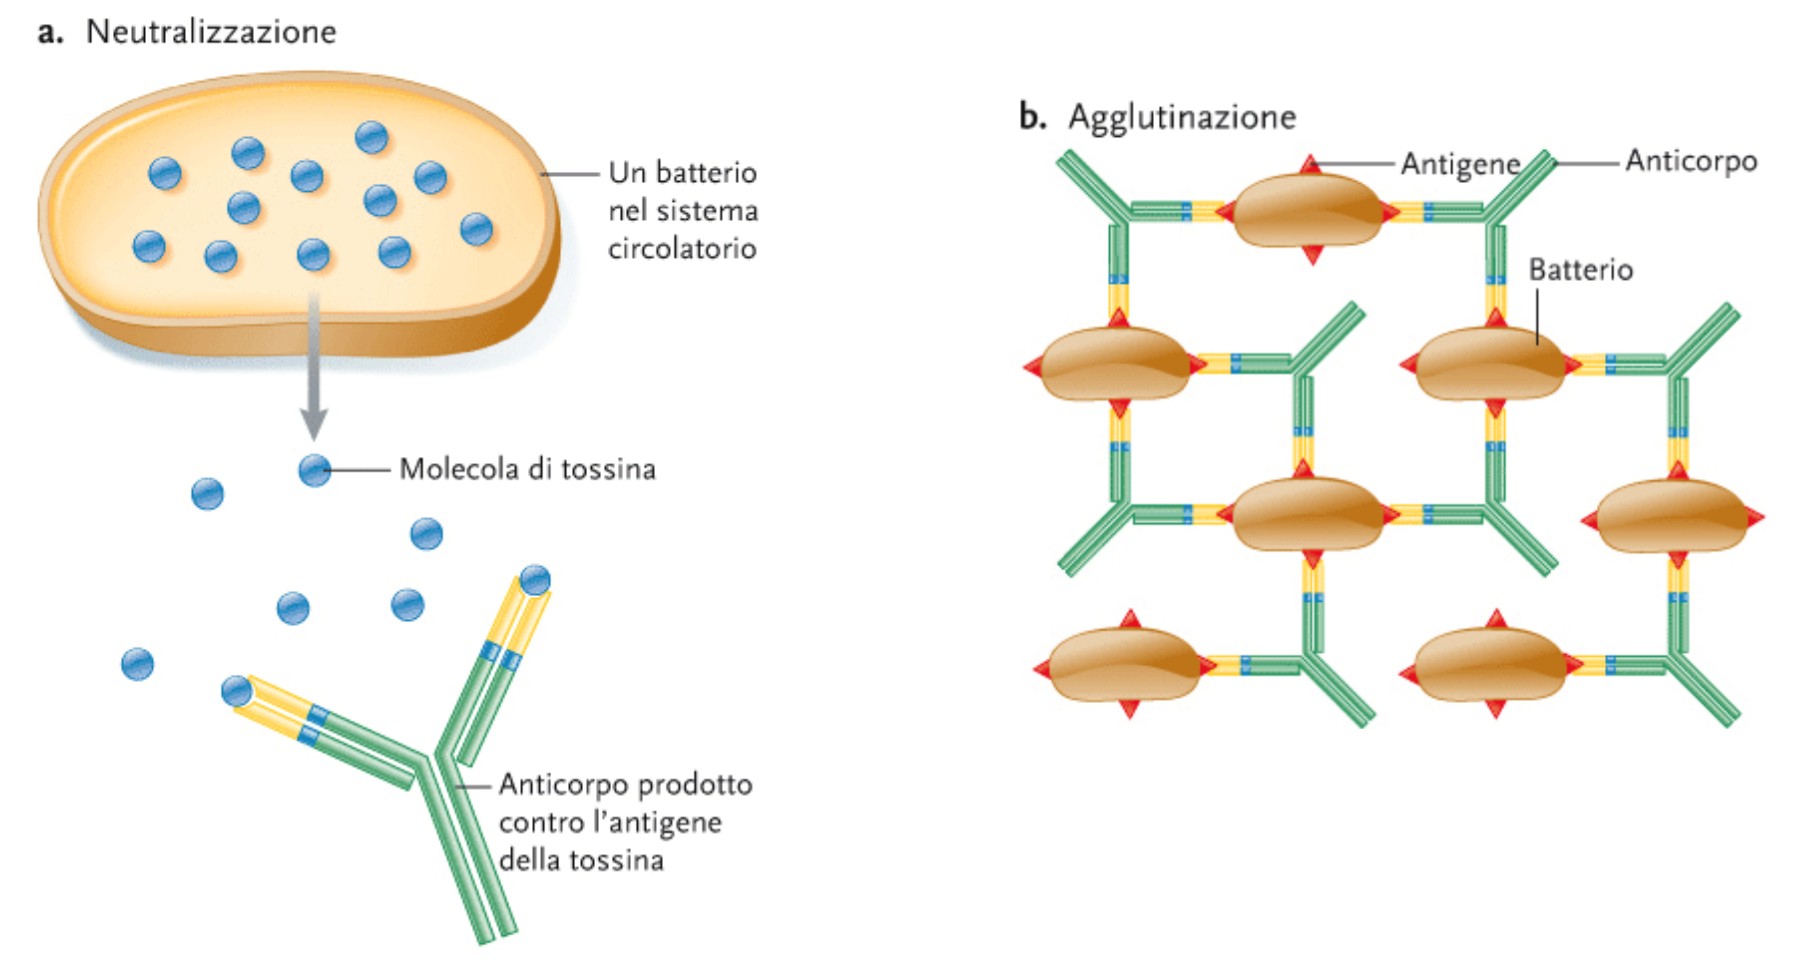 a. Neutralizzazione
Un batterio
nel sistema
circolatorio
Molecola di tossina
Anticorpo prodotto
contro l'antigene
della tossina
b. Agglutinazione
Antigene
Anticorpo
Batterio